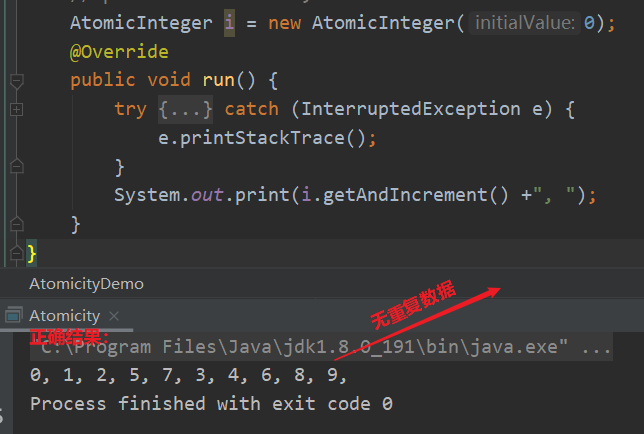 AtomicInteger i = new AtomicInteger( initialValue: 0);
@Override
public void run() {
try {...} catch (InterruptedException e) {
e.printStackTrace();
}
System.out.print(i.getAndIncrement() +", ");
}
}
AtomicityDemo
Atomicity ×
无重复数据
正确结果：
"C:\Program Files\Java\jdk1.8.0_191\bin\java.exe" ...
0, 1, 2, 5, 7, 3, 4, 6, 8, 9,
Process finished with exit code 0